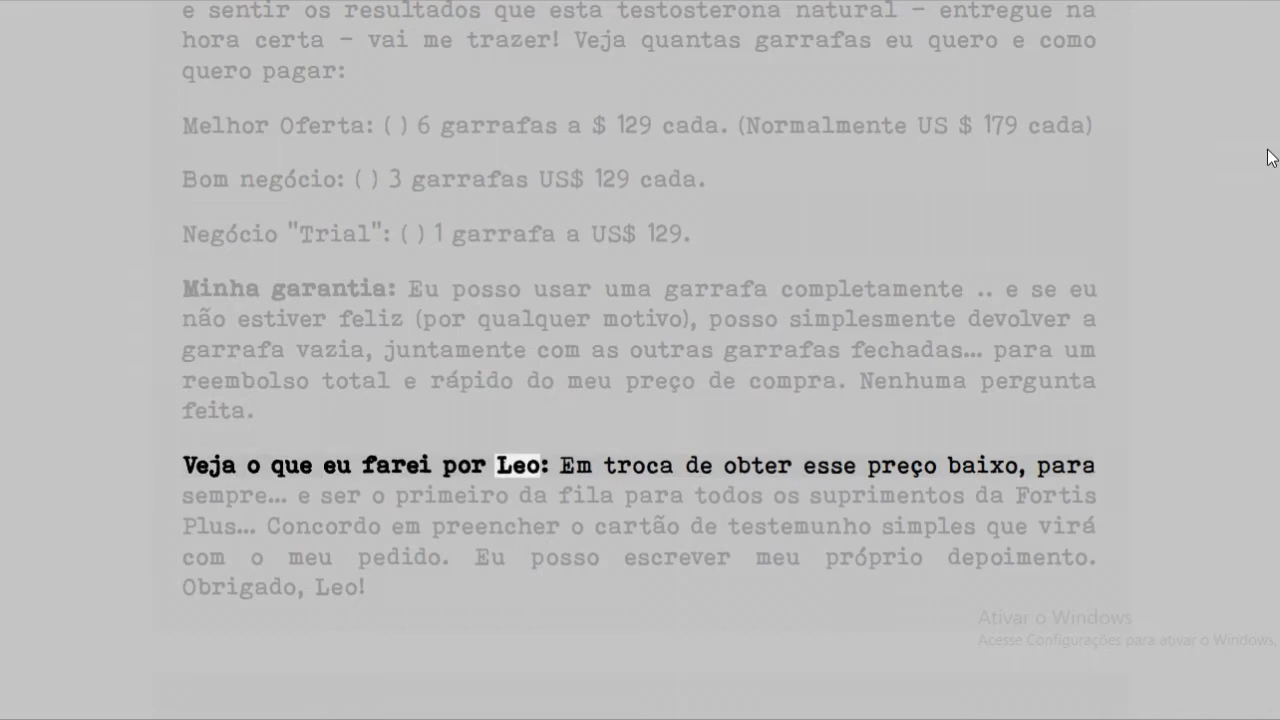 e sentir os resultados que esta testosterona natural – entregue na
hora certa – vai me trazer! Veja quantas garrafas eu quero e como
quero pagar:
Melhor Oferta: ( ) 6 garrafas a $ 129 cada. (Normalmente US $ 179 cada)
Bom negócio: ( ) 3 garrafas US$ 129 cada.
Negócio "Trial": ( ) 1 garrafa a US$ 129.
Minha garantia: Eu posso usar uma garrafa completamente .. e se eu
não estiver feliz (por qualquer motivo), posso simplesmente devolver a
garrafa vazia, juntamente com as outras garrafas fechadas... para um
reembolso total e rápido do meu preço de compra. Nenhuma pergunta
feita.
Veja o que eu farei por Leo: Em troca de obter esse preço baixo, para
sempre... e ser o primeiro da fila para todos os suprimentos da Fortis
Plus... Concordo em preencher o cartão de testemunho simples que virá
com o meu pedido. Eu posso escrever meu próprio depoimento.
Obrigado, Leo!
Ativar o Windows
Acesse Configurações para ativar o Windows.